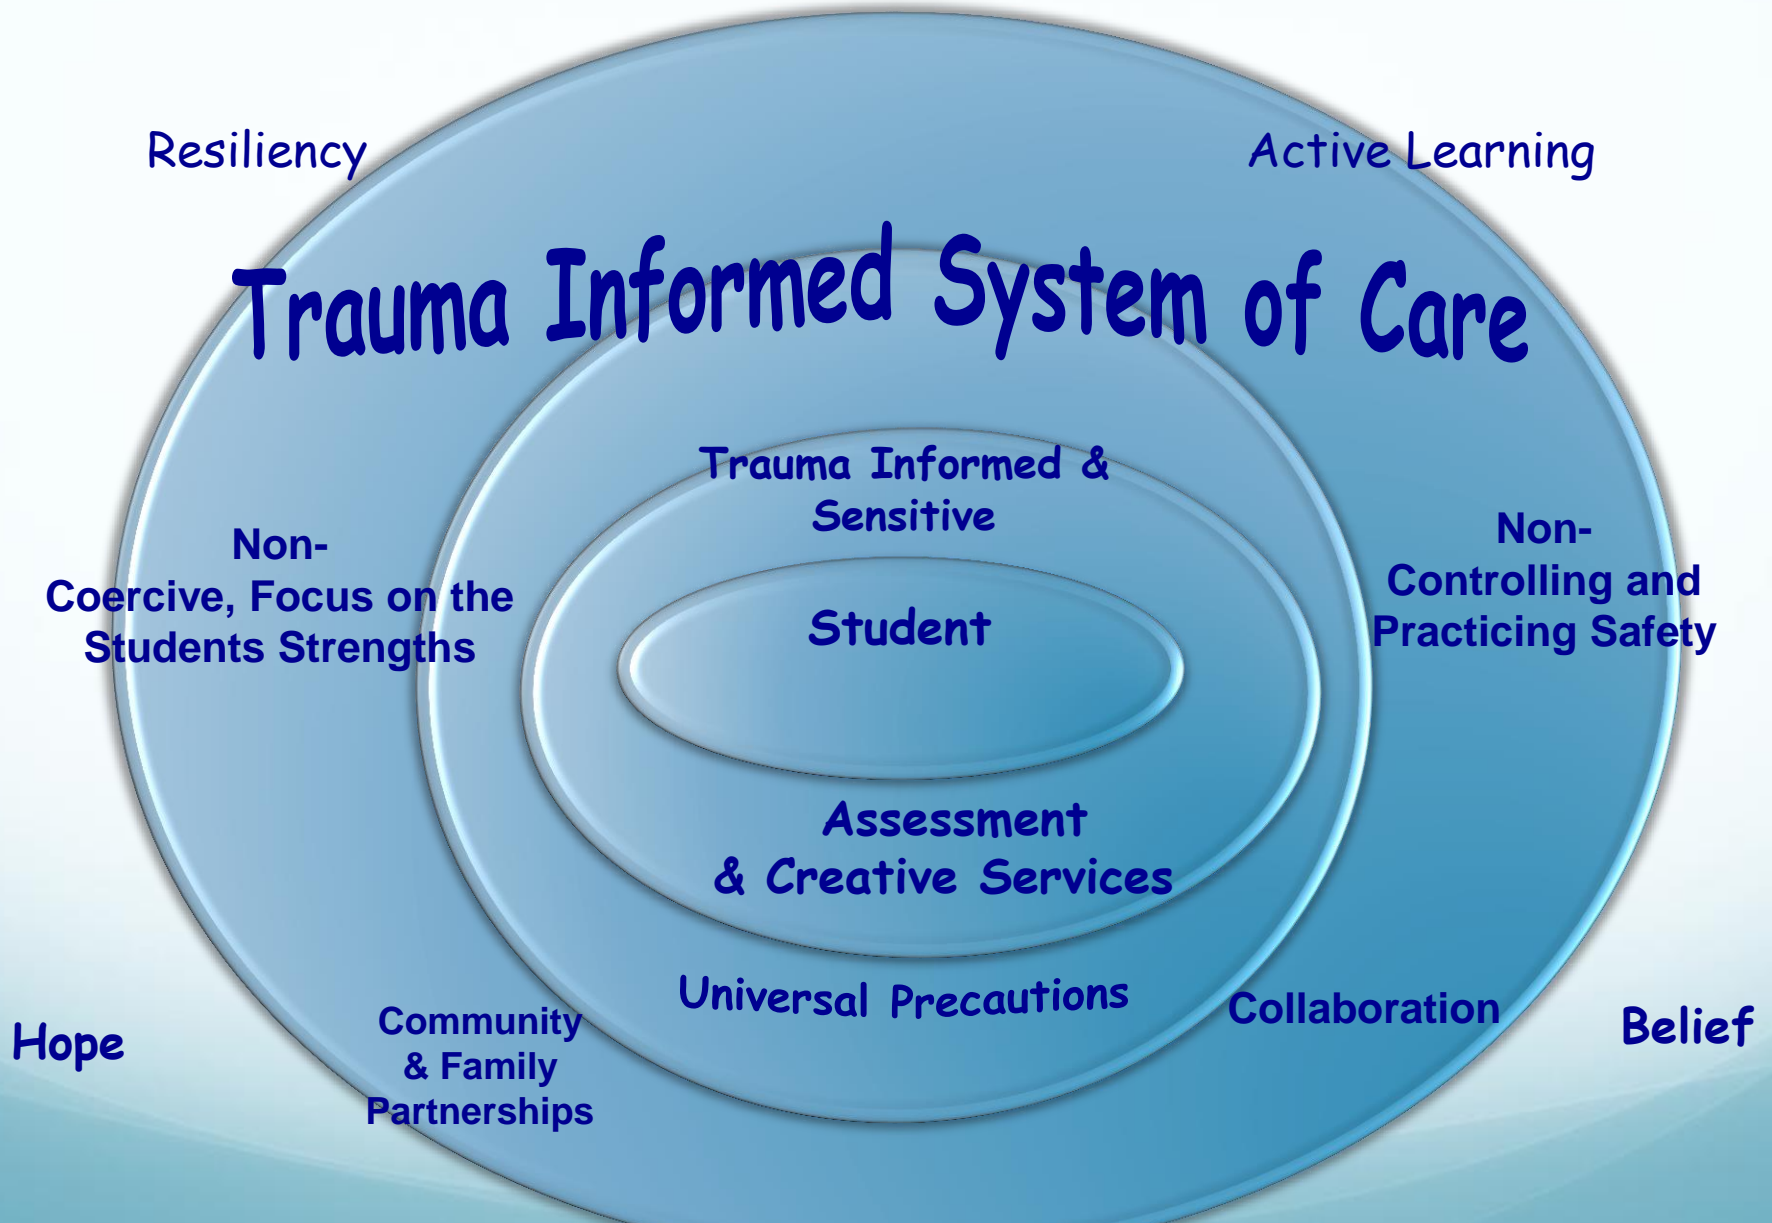 Resiliency
Active Learning
Trauma Informed System of Care
Trauma Informed &
Sensitive
Non-
Coercive, Focus on the
Students Strengths
Non-
Controlling and
Practicing Safety
Student
Assessment
& Creative Services
Universal Precautions
Community
& Family
Partnerships
Collaboration
Hope
Belief